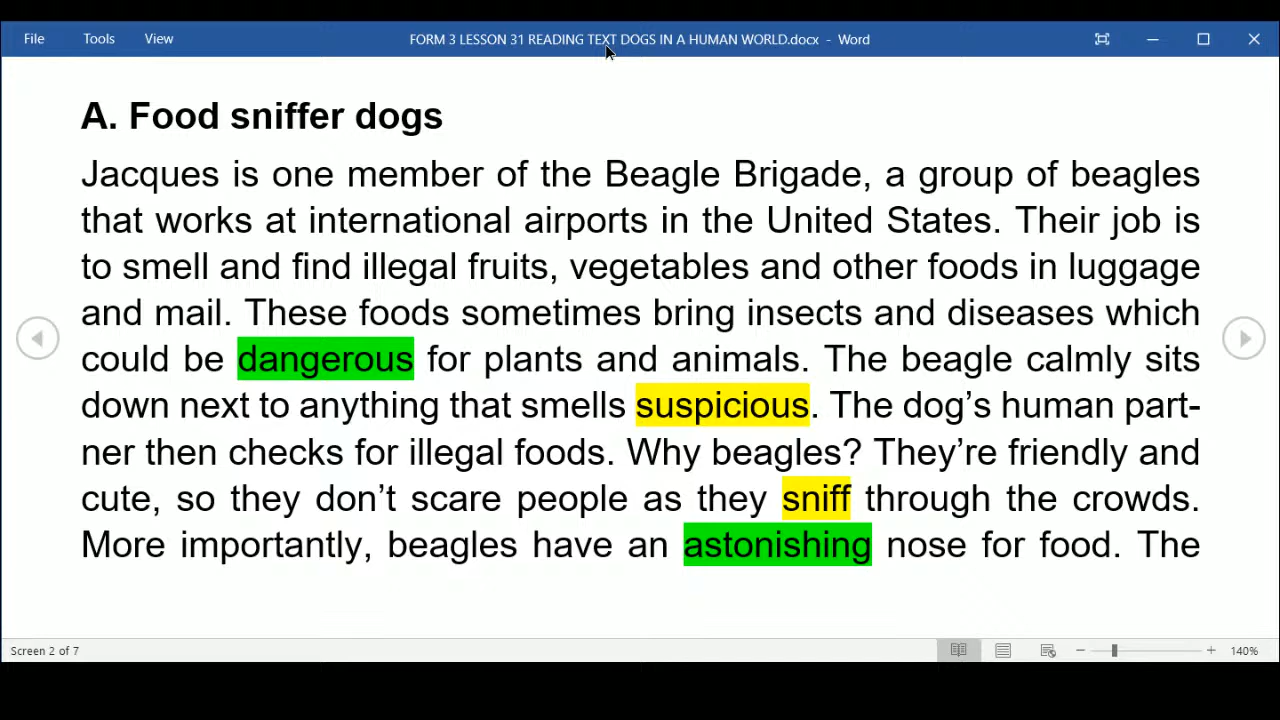 File Tools View FORM 3 LESSON 31 READING TEXT DOGS IN A HUMAN WORLD.docx - Word
A. Food sniffer dogs
Jacques is one member of the Beagle Brigade, a group of beagles
that works at international airports in the United States. Their job is
to smell and find illegal fruits, vegetables and other foods in luggage
and mail. These foods sometimes bring insects and diseases which
could be dangerous for plants and animals. The beagle calmly sits
down next to anything that smells suspicious. The dog’s human part-
ner then checks for illegal foods. Why beagles? They’re friendly and
cute, so they don’t scare people as they sniff through the crowds.
More importantly, beagles have an astonishing nose for food. The
Screen 2 of 7 140%